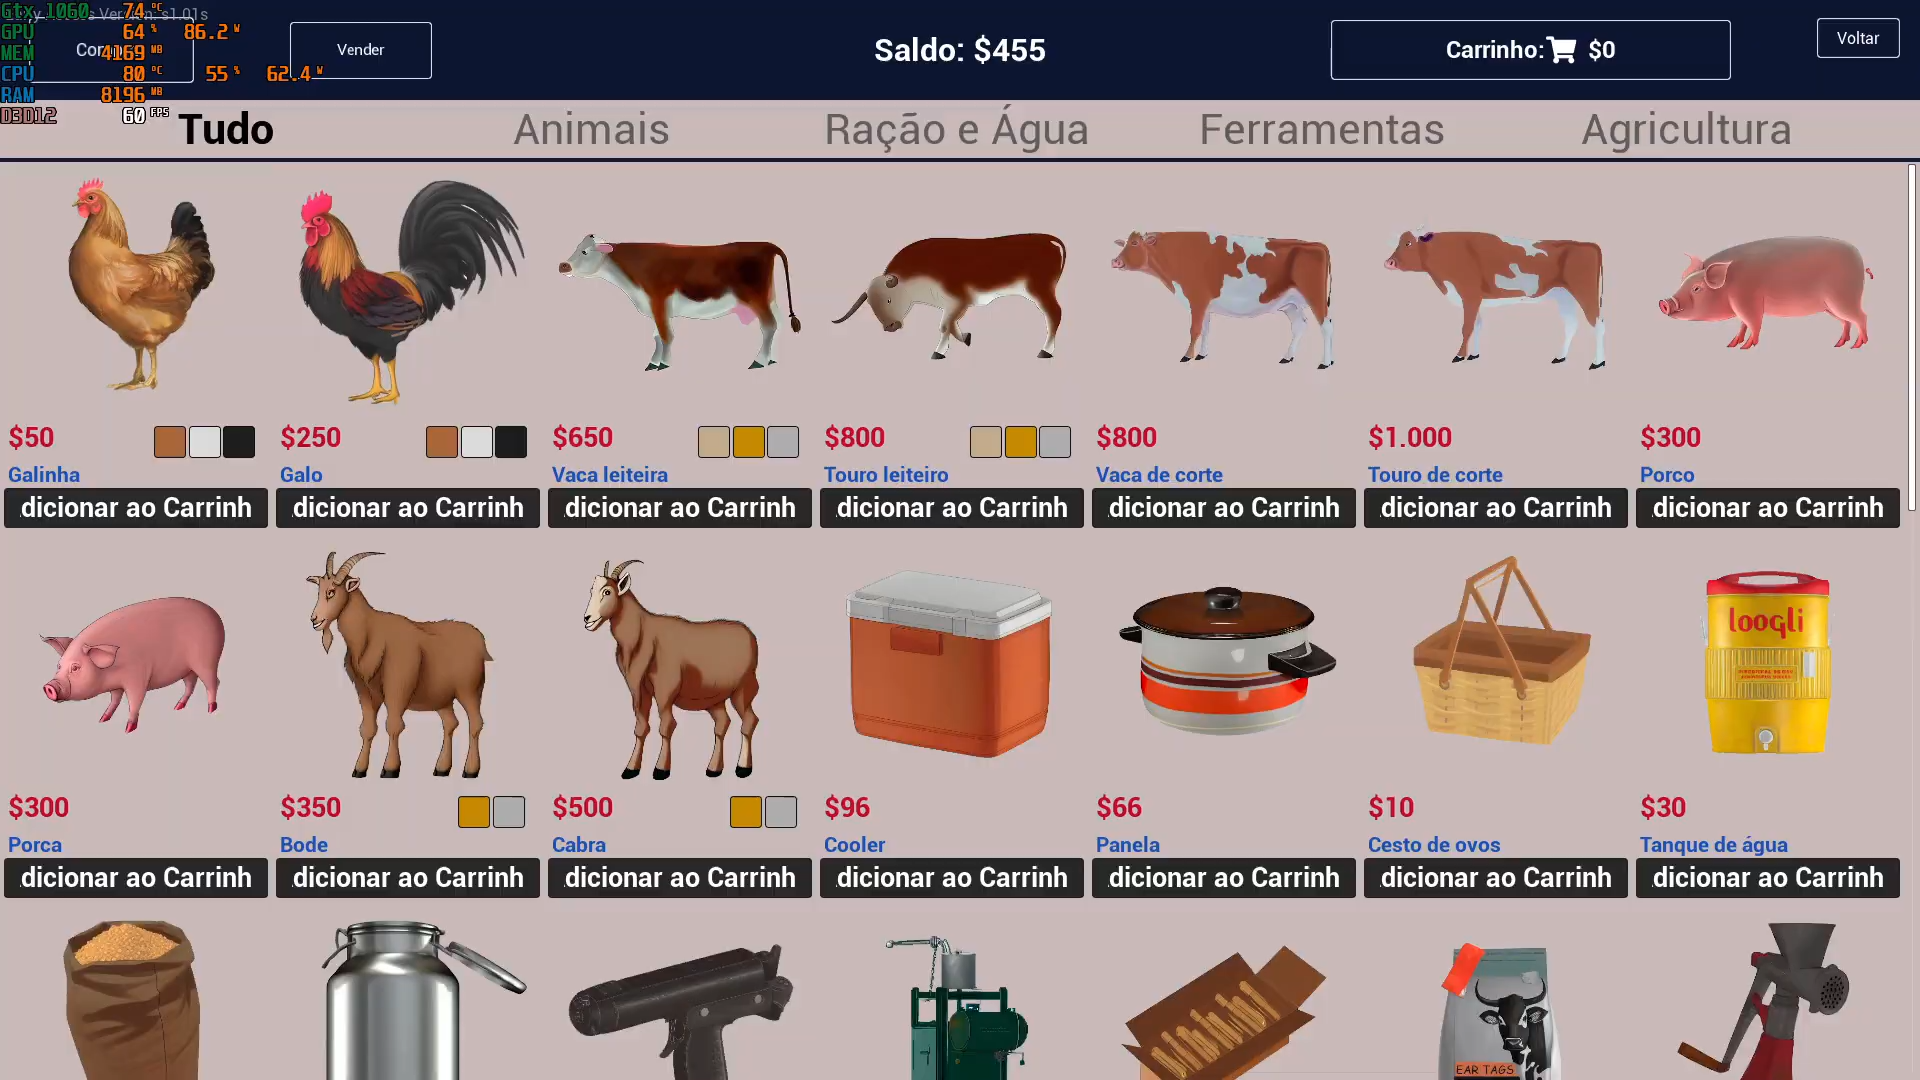 Gtx 1060 74 °C
GPU 64 % 86.2 W
MEM 4169 MB
CPU 80 °C 55 % 62.4 W
RAM 8196 MB
D3D12 60 FPS
Version: s1.01s
Vender
Saldo: $455
Carrinho: $0
Voltar
Tudo
Animais
Ração e Água
Ferramentas
Agricultura
$50
$250
$650
$800
$800
$1.000
$300
Galinha
Galo
Vaca leiteira
Touro leiteiro
Vaca de corte
Touro de corte
Porco
dicionar ao Carrinh
dicionar ao Carrinh
dicionar ao Carrinh
dicionar ao Carrinh
dicionar ao Carrinh
dicionar ao Carrinh
dicionar ao Carrinh
looqli
$300
$350
$500
$96
$66
$10
$30
Porca
Bode
Cabra
Cooler
Panela
Cesto de ovos
Tanque de água
dicionar ao Carrinh
dicionar ao Carrinh
dicionar ao Carrinh
dicionar ao Carrinh
dicionar ao Carrinh
dicionar ao Carrinh
dicionar ao Carrinh
EAR TAGS